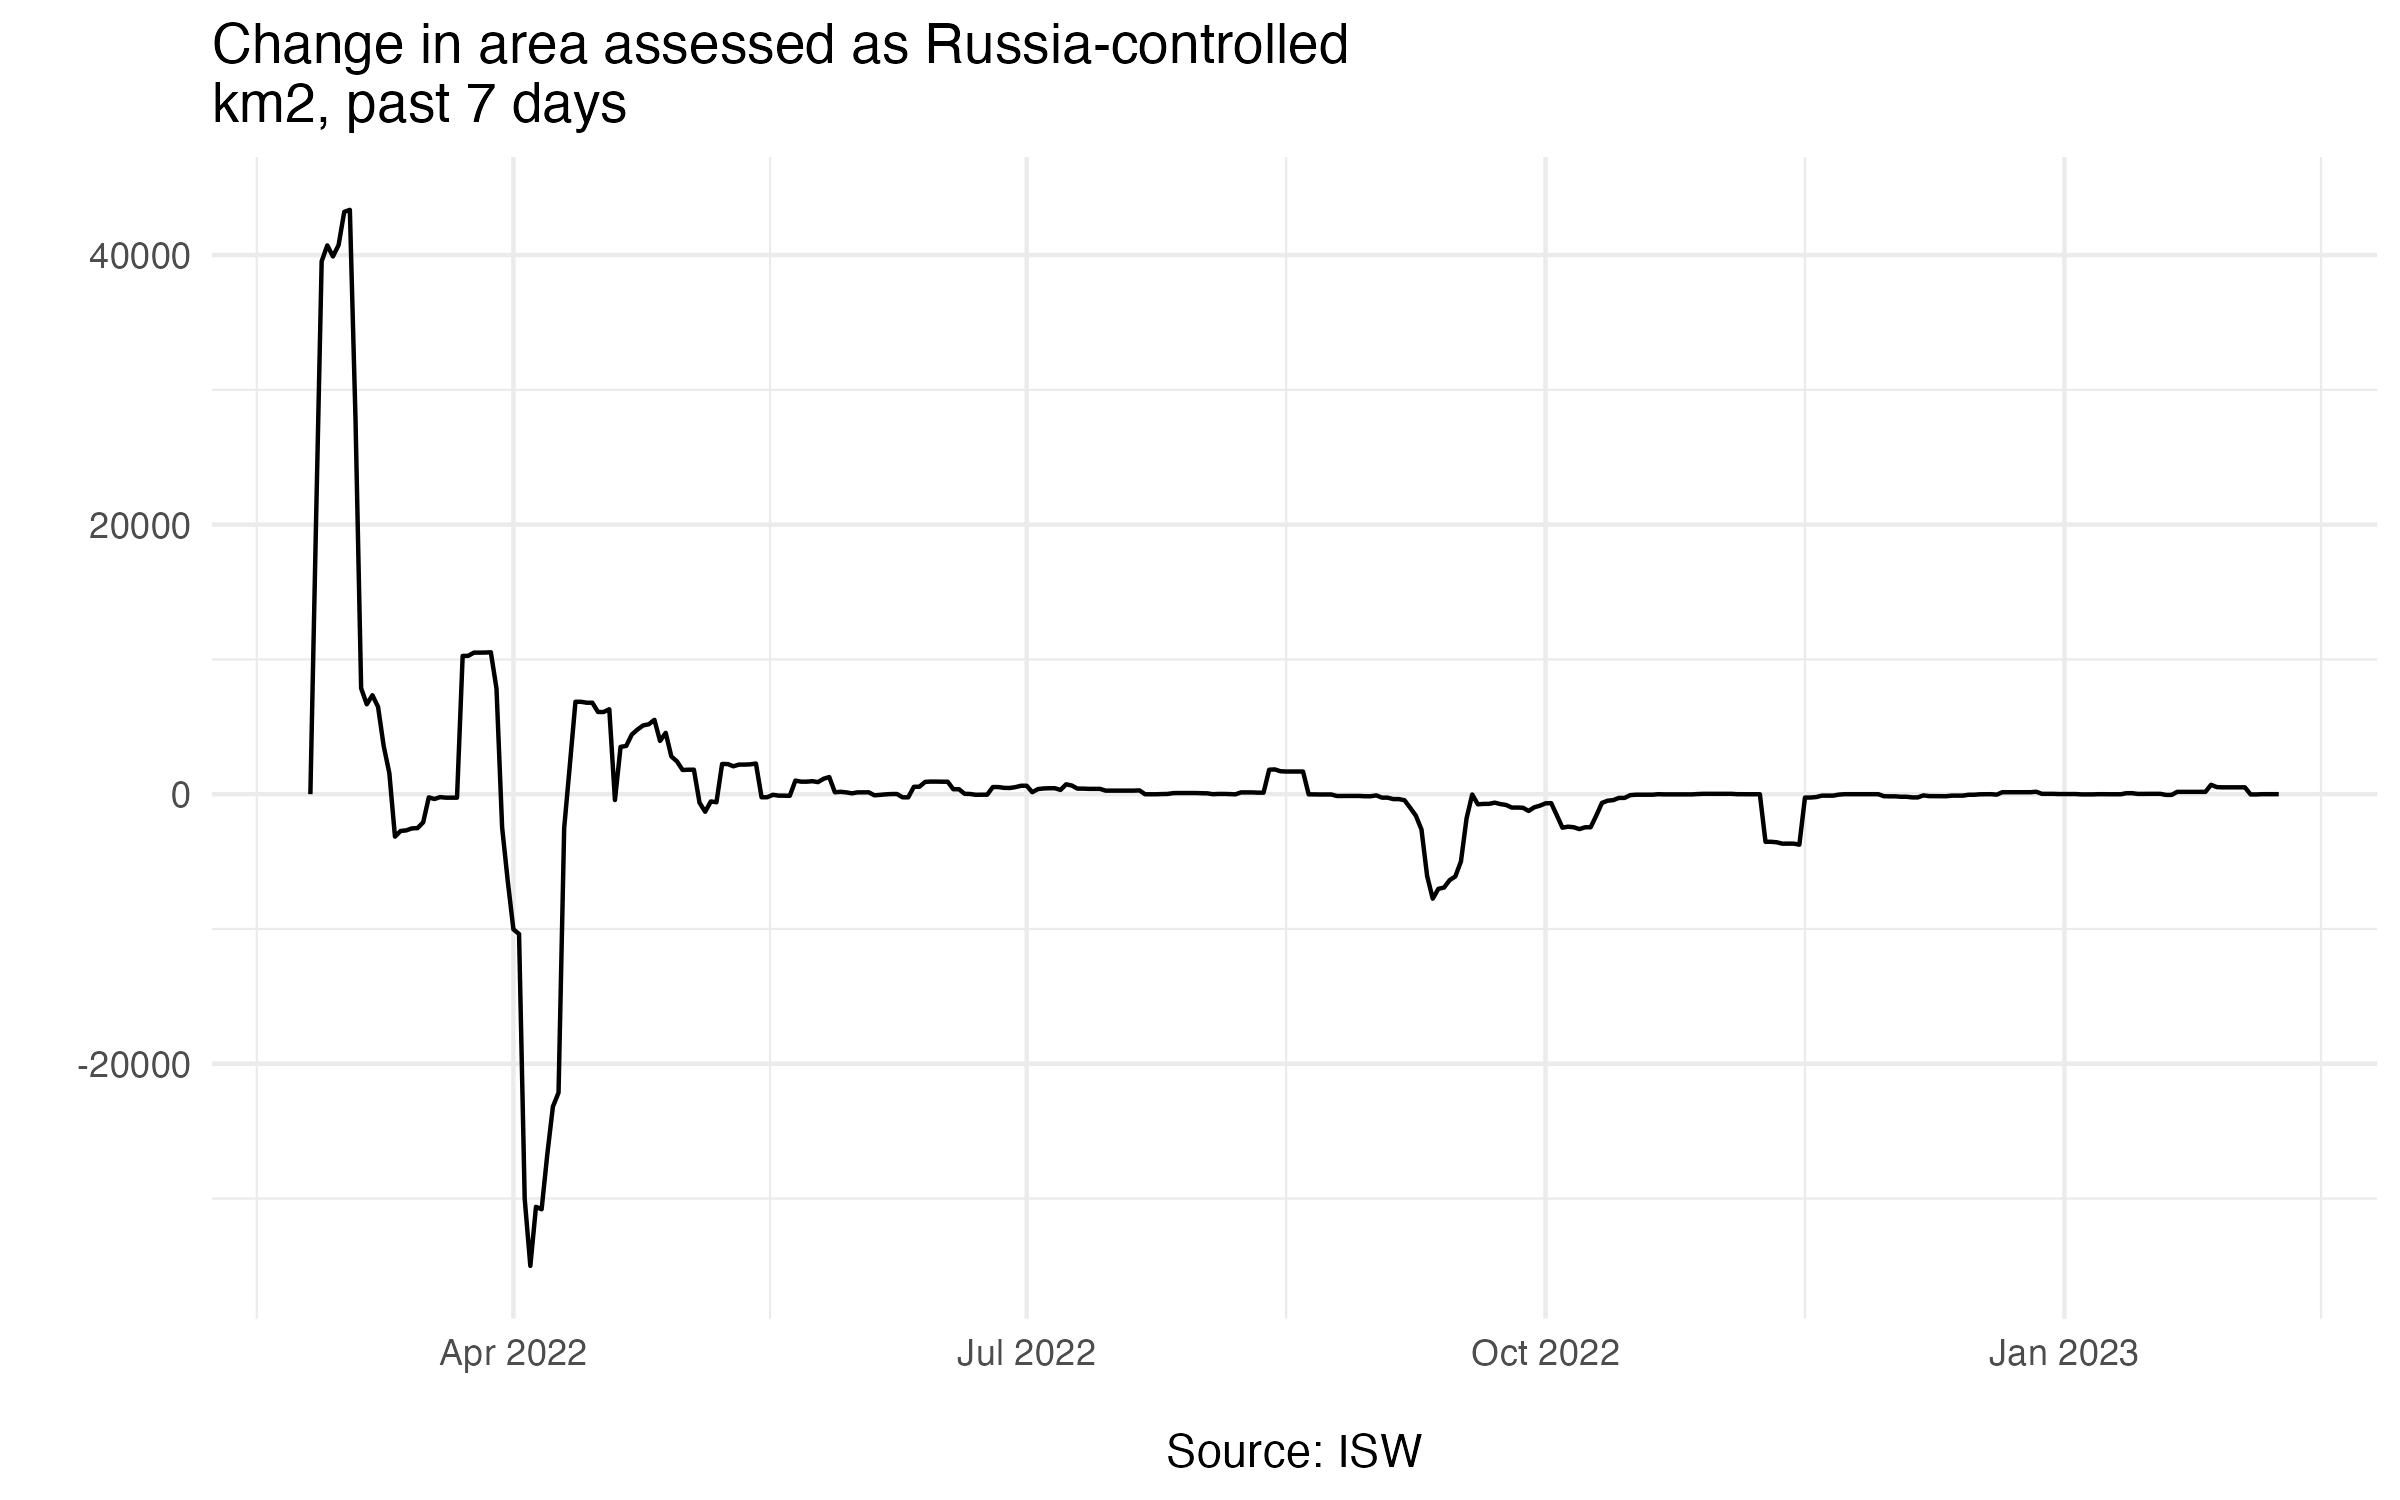 Change in area assessed as Russia-controlled
km2, past 7 days
40000
20000
0
-20000
Apr 2022
Jul 2022
Oct 2022
Jan 2023
Source: ISW